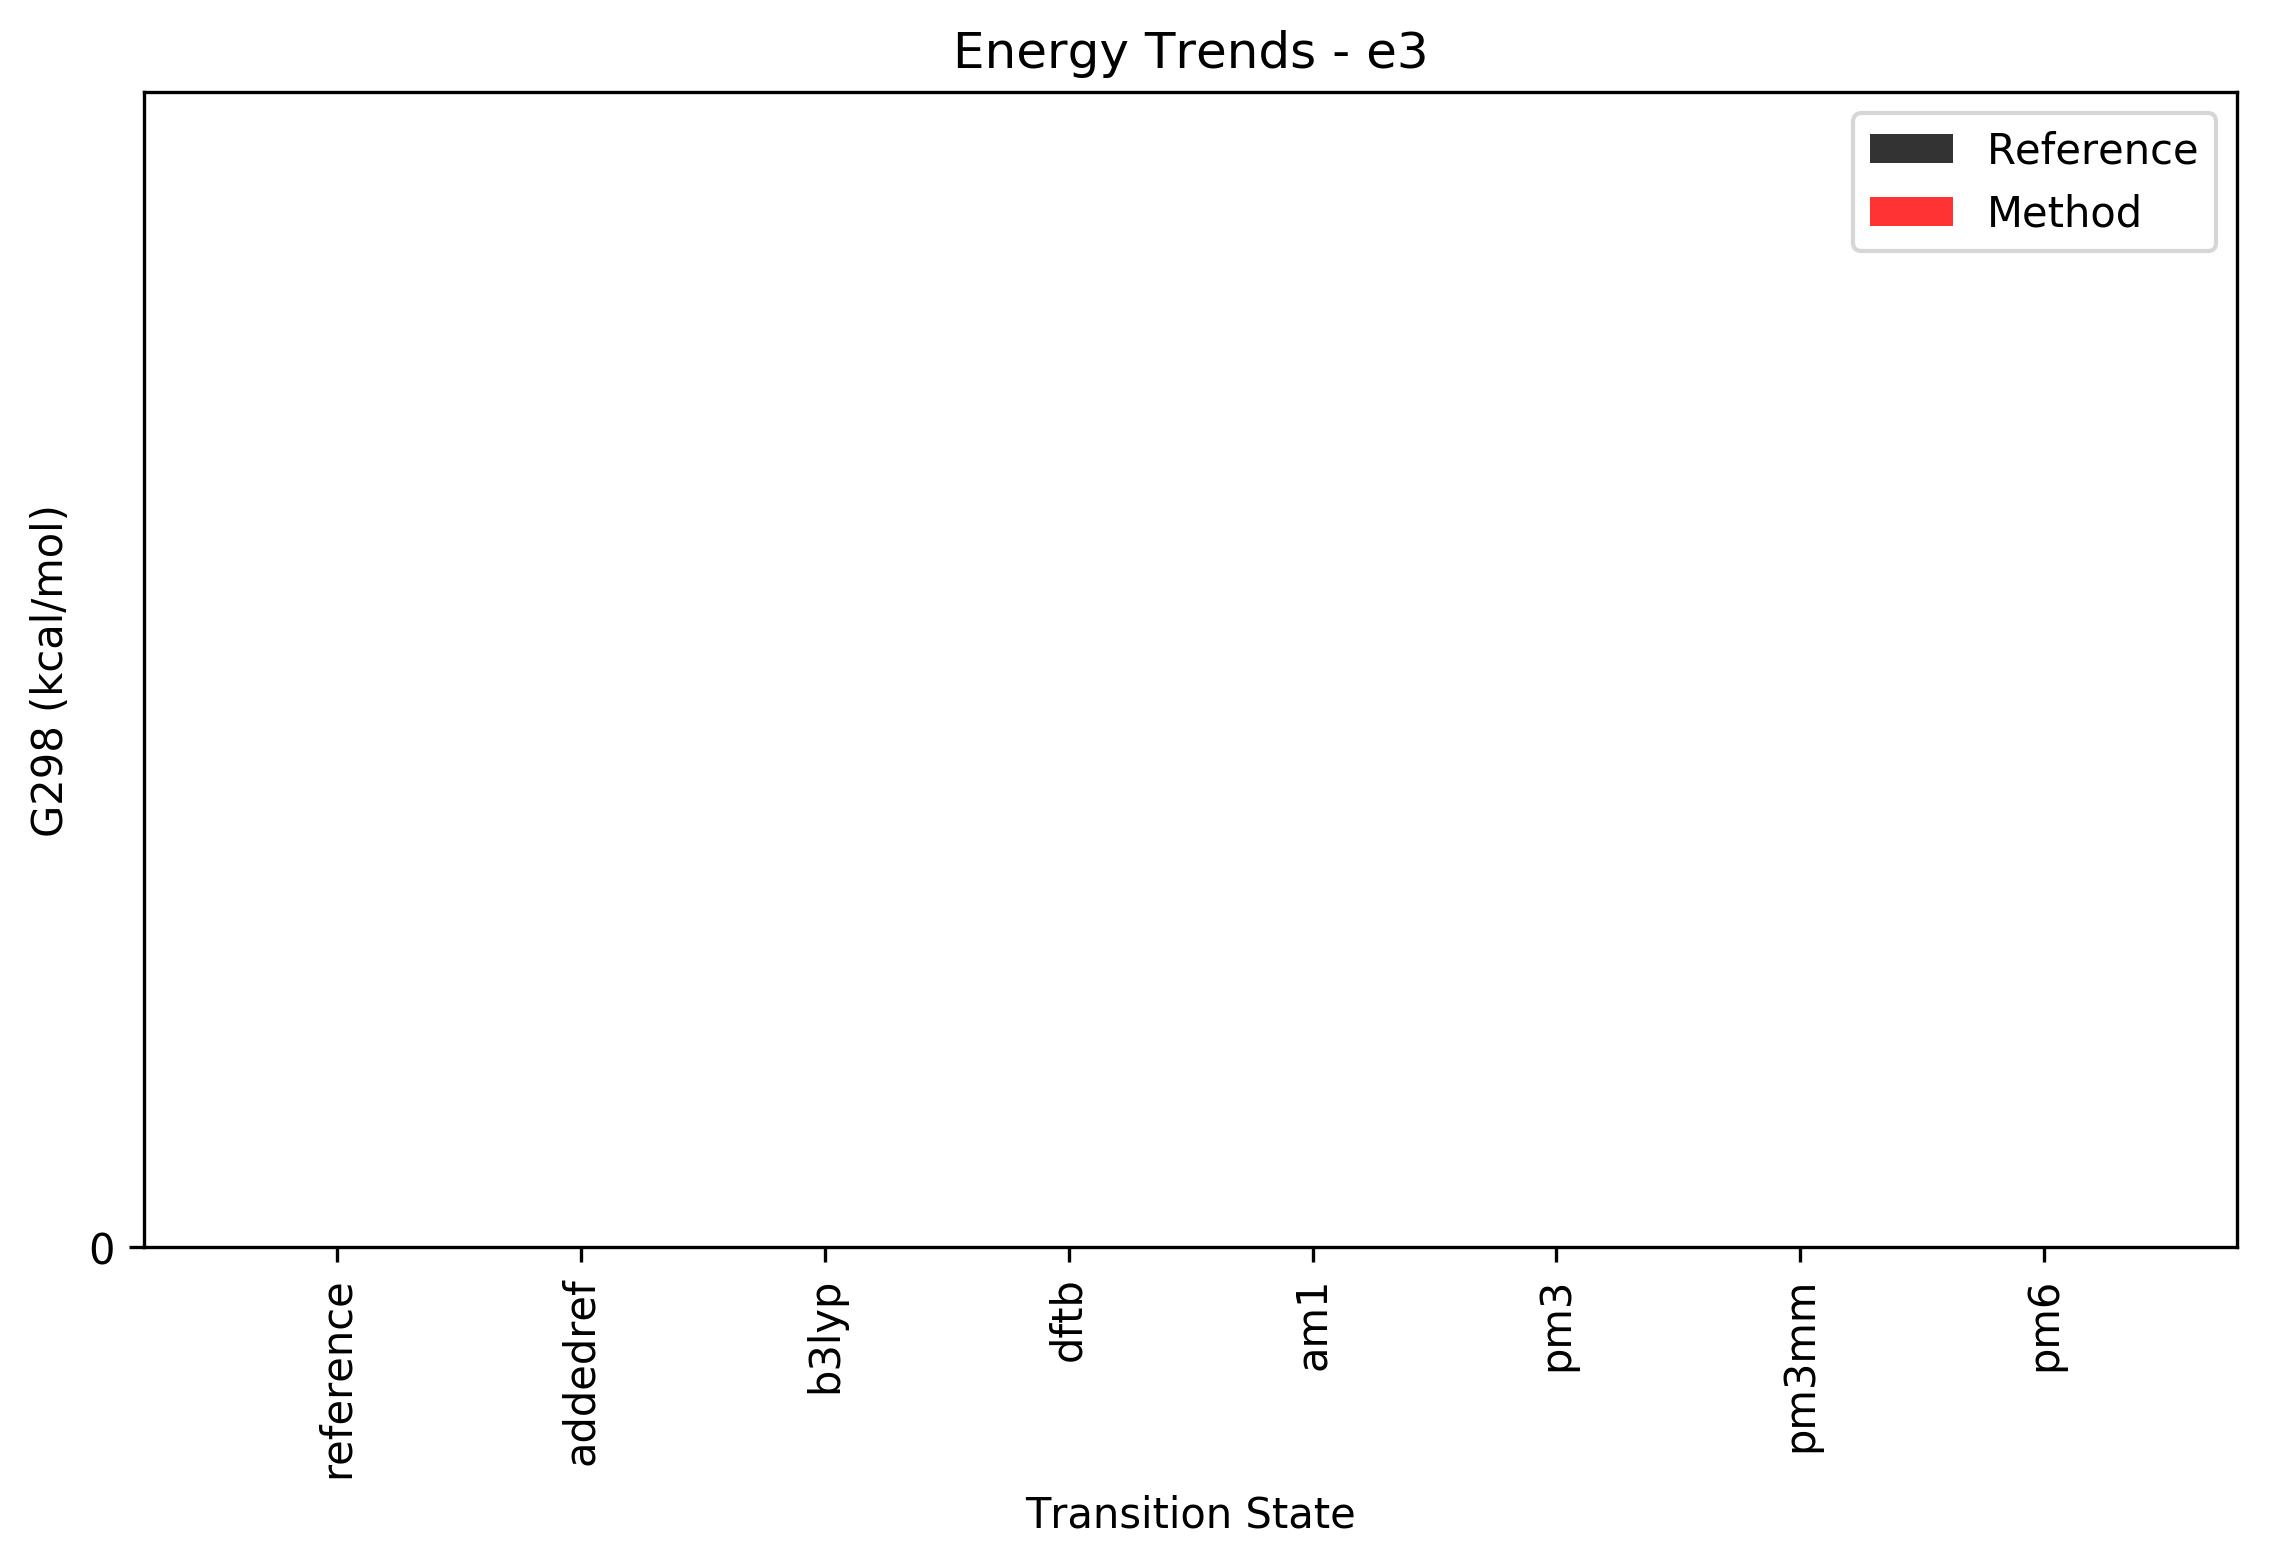 Energy Trends - e3
Reference
Method
G298 (kcal/mol)
0
reference
addedref
b3lyp
dftb
am1
pm3
pm3mm
pm6
Transition State